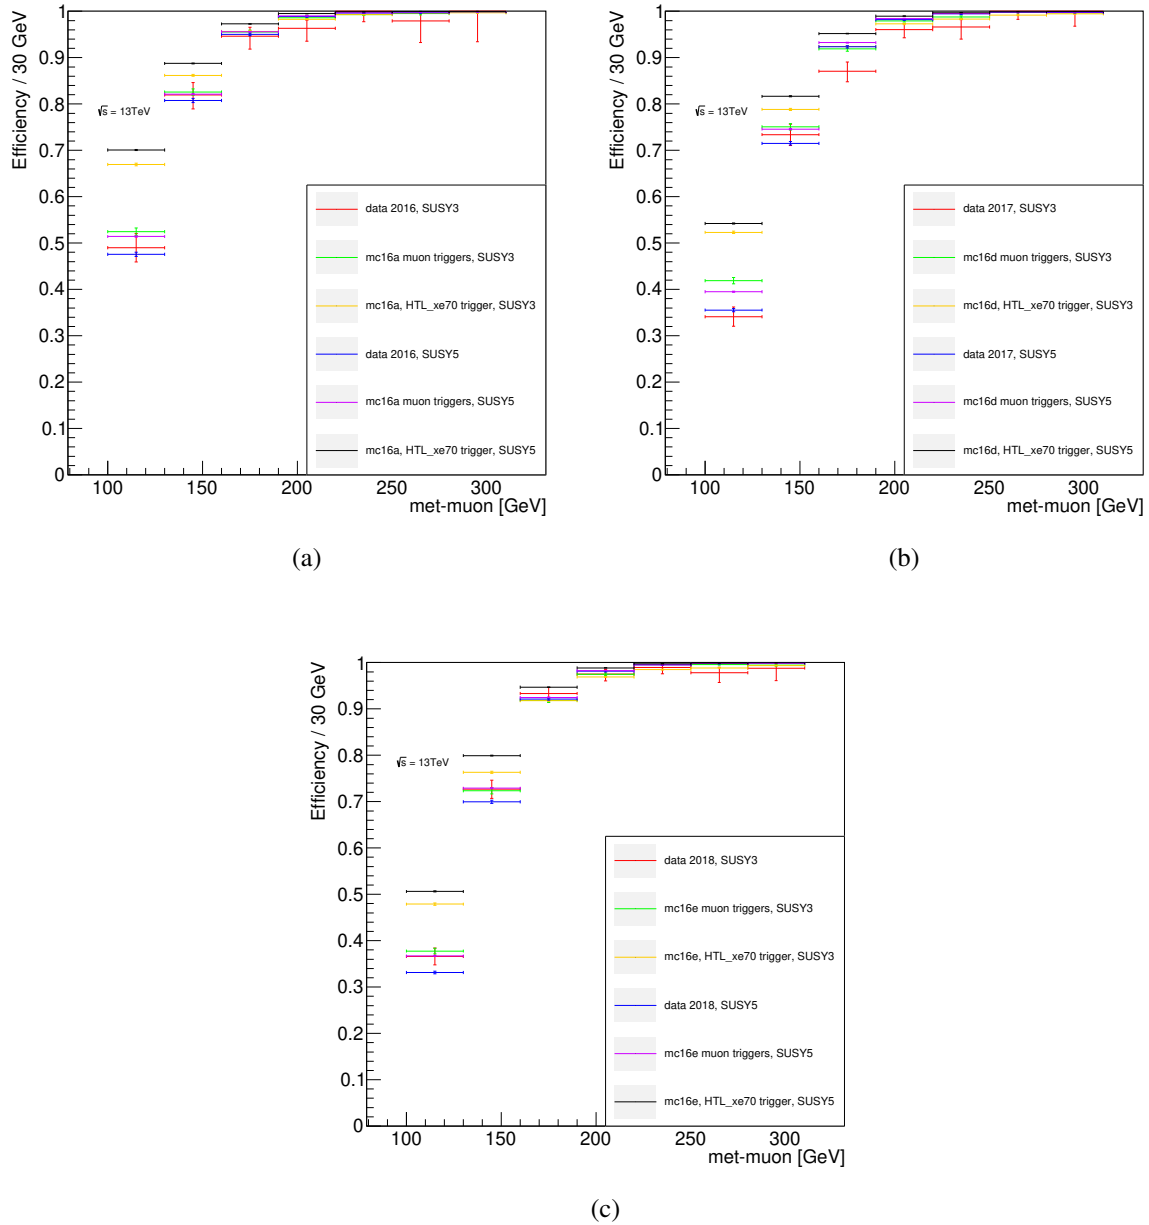 Efficiency / 30 GeV
1
0.9
0.8
0.7
0.6
0.5
0.4
0.3
0.2
0.1
0
√s = 13TeV
data 2016, SUSY3
mc16a muon triggers, SUSY3
mc16a, HTL_xe70 trigger, SUSY3
data 2016, SUSY5
mc16a muon triggers, SUSY5
mc16a, HTL_xe70 trigger, SUSY5
100 150 200 250 300
met-muon [GeV]
(a)
Efficiency / 30 GeV
1
0.9
0.8
0.7
0.6
0.5
0.4
0.3
0.2
0.1
0
√s = 13TeV
data 2017, SUSY3
mc16d muon triggers, SUSY3
mc16d, HTL_xe70 trigger, SUSY3
data 2017, SUSY5
mc16d muon triggers, SUSY5
mc16d, HTL_xe70 trigger, SUSY5
100 150 200 250 300
met-muon [GeV]
(b)
Efficiency / 30 GeV
1
0.9
0.8
0.7
0.6
0.5
0.4
0.3
0.2
0.1
0
√s = 13TeV
data 2018, SUSY3
mc16e muon triggers, SUSY3
mc16e, HTL_xe70 trigger, SUSY3
data 2018, SUSY5
mc16e muon triggers, SUSY5
mc16e, HTL_xe70 trigger, SUSY5
100 150 200 250 300
met-muon [GeV]
(c)